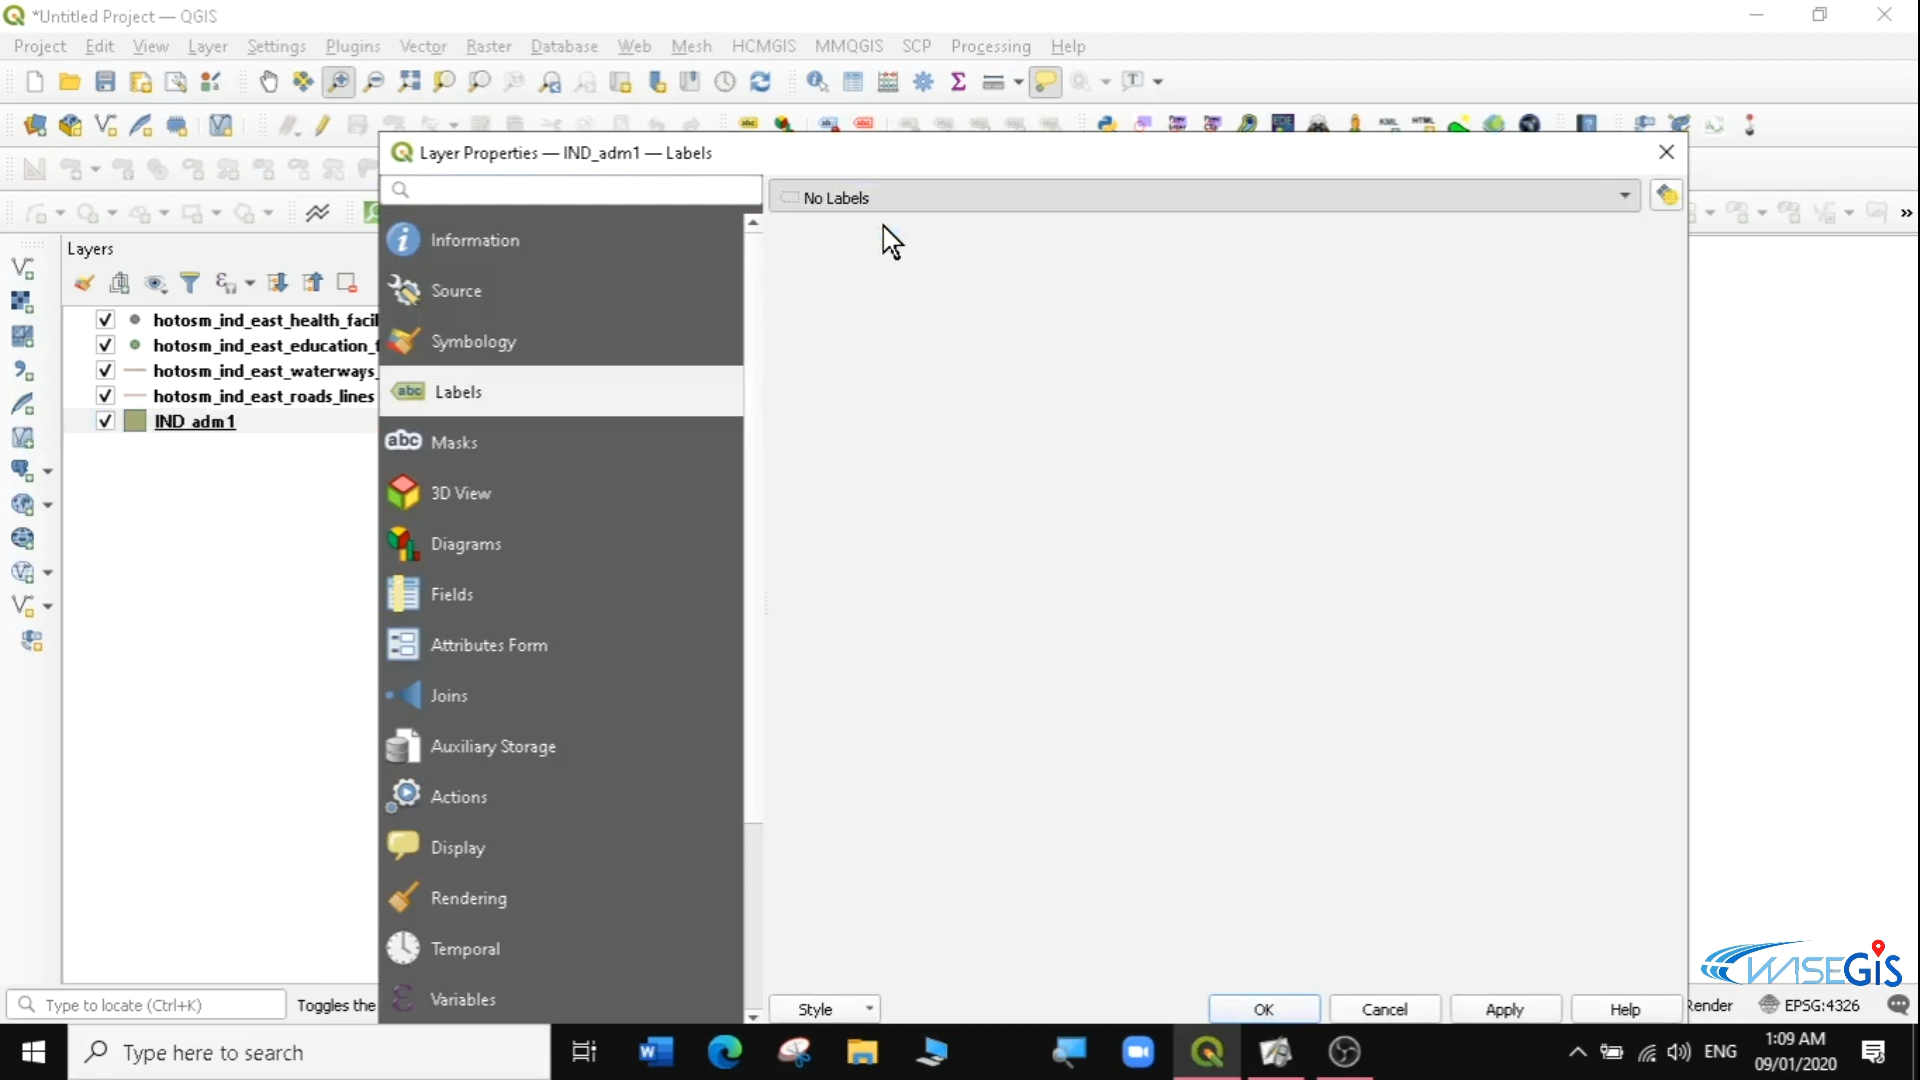 *Untitled Project — QGIS
Project Edit View Layer Settings Plugins Vector Raster Database Web Mesh HCMGIS MMQGIS SCP Processing Help
Layer Properties — IND_adm1 — Labels
No Labels
Information
Source
Symbology
Labels
Masks
3D View
Diagrams
Fields
Attributes Form
Joins
Auxiliary Storage
Actions
Display
Rendering
Temporal
Variables
Layers
hotosm_ind_east_health_facil
hotosm_ind_east_education_f
hotosm_ind_east_waterways_
hotosm_ind_east_roads_lines
IND_adm1
Style
OK Cancel Apply Help
WISEGIS
Type to locate (Ctrl+K) Toggles the
Render EPSG:4326
Type here to search
ENG
1:09 AM
09/01/2020